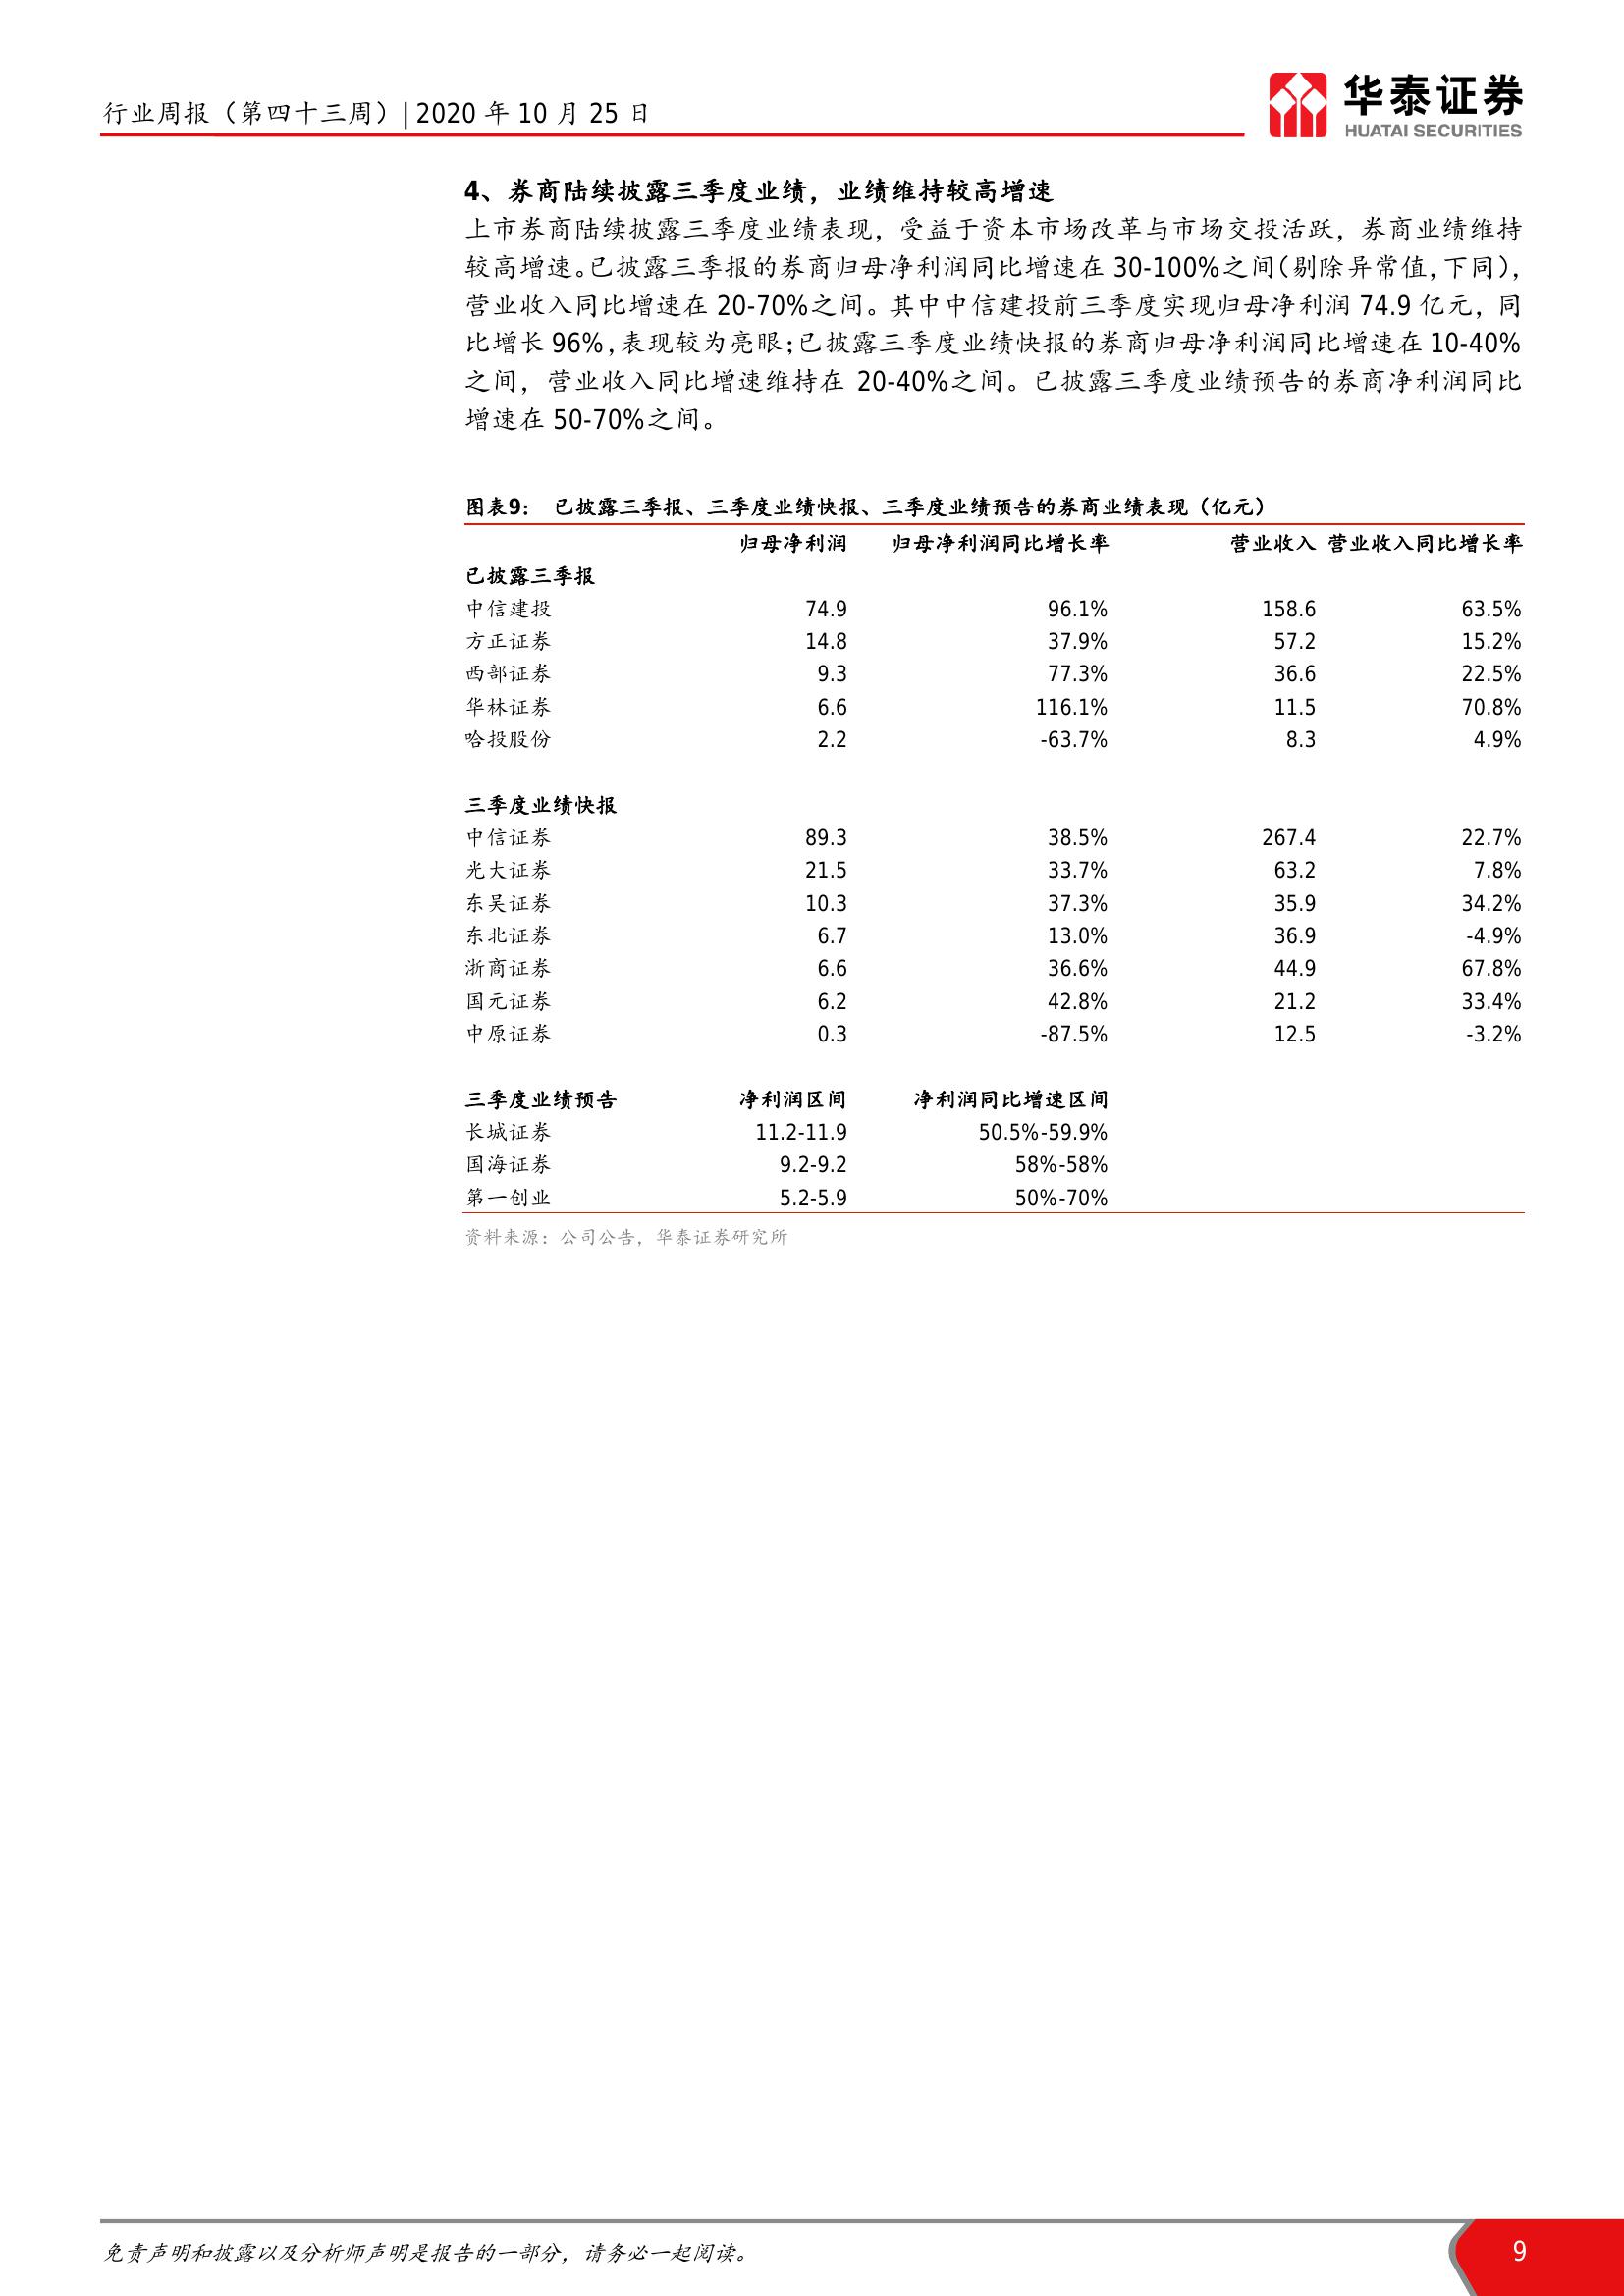 行业周报（第四十三周）| 2020 年 10 月 25 日
华泰证券
HUATAI SECURITIES
4、券商陆续披露三季度业绩，业绩维持较高增速
上市券商陆续披露三季度业绩表现，受益于资本市场改革与市场交投活跃，券商业绩维持
较高增速。已披露三季报的券商归母净利润同比增速在 30-100%之间（剔除异常值，下同），
营业收入同比增速在 20-70%之间。其中中信建投前三季度实现归母净利润 74.9 亿元，同
比增长 96%，表现较为亮眼；已披露三季度业绩快报的券商归母净利润同比增速在 10-40%
之间，营业收入同比增速维持在 20-40%之间。已披露三季度业绩预告的券商净利润同比
增速在 50-70%之间。
图表9： 已披露三季报、三季度业绩快报、三季度业绩预告的券商业绩表现（亿元）
归母净利润 归母净利润同比增长率 营业收入 营业收入同比增长率
已披露三季报
中信建投 74.9 96.1% 158.6 63.5%
方正证券 14.8 37.9% 57.2 15.2%
西部证券 9.3 77.3% 36.6 22.5%
华林证券 6.6 116.1% 11.5 70.8%
哈投股份 2.2 -63.7% 8.3 4.9%
三季度业绩快报
中信证券 89.3 38.5% 267.4 22.7%
光大证券 21.5 33.7% 63.2 7.8%
东吴证券 10.3 37.3% 35.9 34.2%
东北证券 6.7 13.0% 36.9 -4.9%
浙商证券 6.6 36.6% 44.9 67.8%
国元证券 6.2 42.8% 21.2 33.4%
中原证券 0.3 -87.5% 12.5 -3.2%
三季度业绩预告 净利润区间 净利润同比增速区间
长城证券 11.2-11.9 50.5%-59.9%
国海证券 9.2-9.2 58%-58%
第一创业 5.2-5.9 50%-70%
资料来源：公司公告，华泰证券研究所
免责声明和披露以及分析师声明是报告的一部分，请务必一起阅读。
9